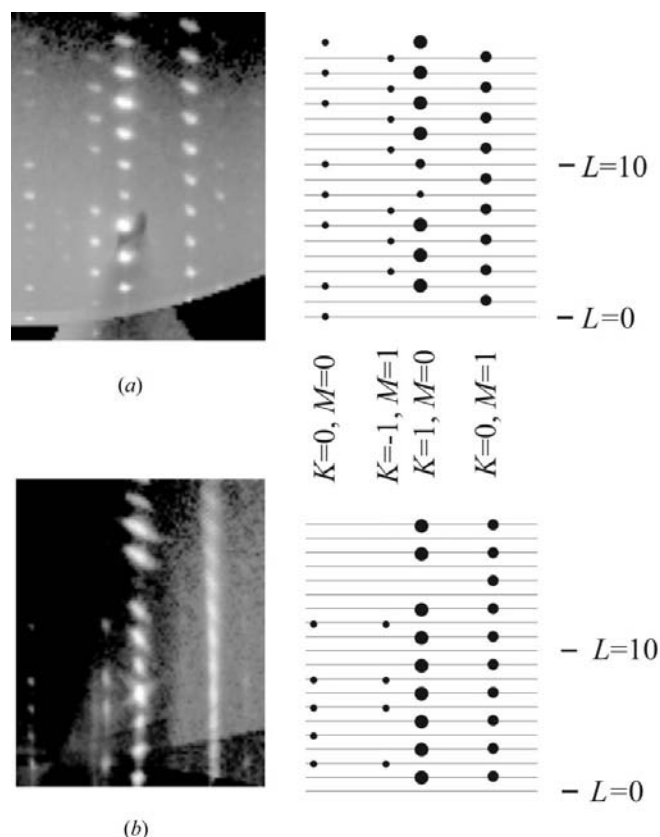 L=10
L=0
(a)
K=0, M=0
K=-1, M=1
K=1, M=0
K=0, M=1
L=10
L=0
(b)